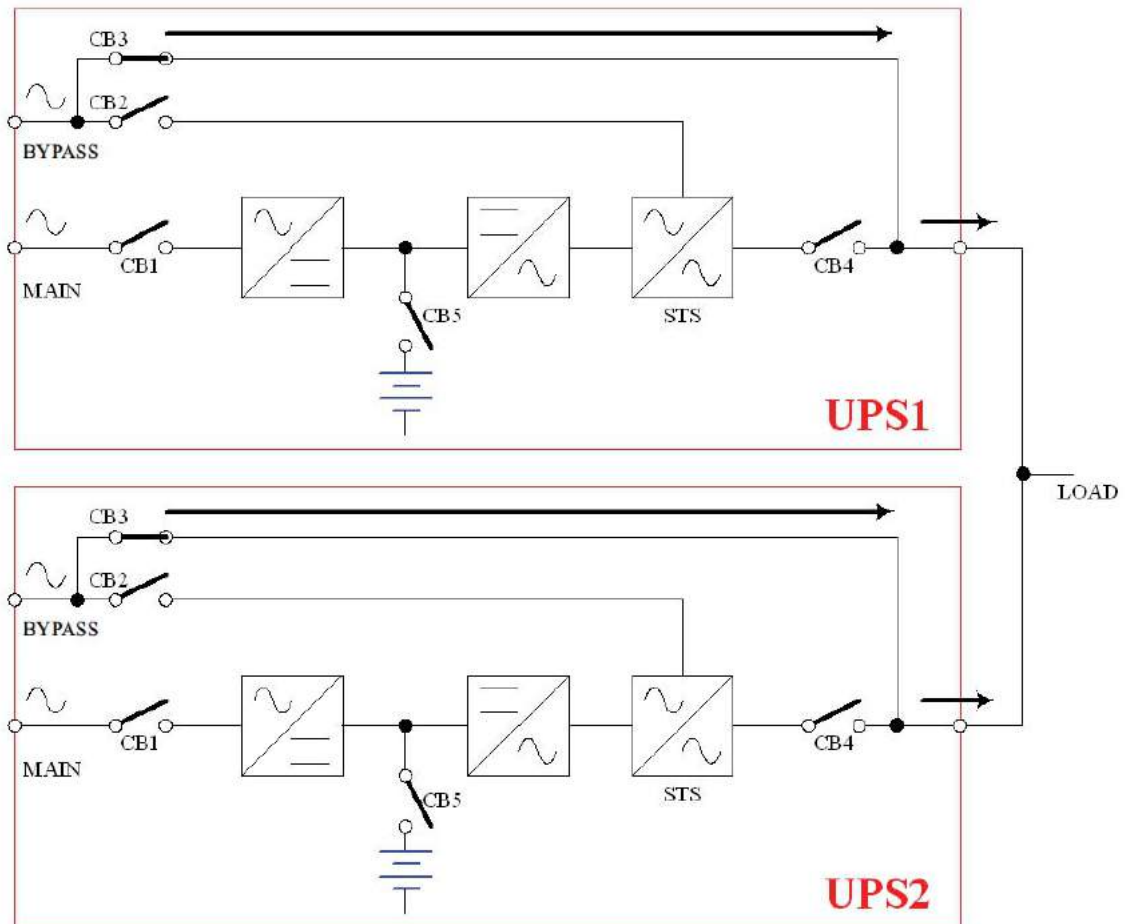 CB3
CB2
BYPASS
CB1
MAIN
CB5
STS
CB4
UPS1
LOAD
CB3
CB2
BYPASS
CB1
MAIN
CB5
STS
CB4
UPS2